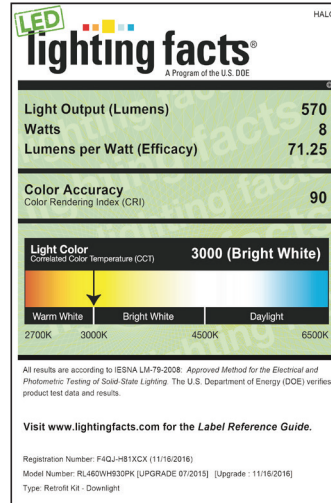 LED
HALO
lighting facts®
A Program of the U.S. DOE
Light Output (Lumens) 570
Watts 8
Lumens per Watt (Efficacy) 71.25
Color Accuracy
Color Rendering Index (CRI) 90
Light Color
Correlated Color Temperature (CCT) 3000 (Bright White)
Warm White Bright White Daylight
2700K 3000K 4500K 6500K
All results are according to IESNA LM-79-2008: Approved Method for the Electrical and
Photometric Testing of Solid-State Lighting. The U.S. Department of Energy (DOE) verifies
product test data and results.
Visit www.lightingfacts.com for the Label Reference Guide.
Registration Number: F4QJ-H81XCX (11/16/2016)
Model Number: RL460WH930PK [UPGRADE 07/2015] [Upgrade : 11/16/2016]
Type: Retrofit Kit - Downlight